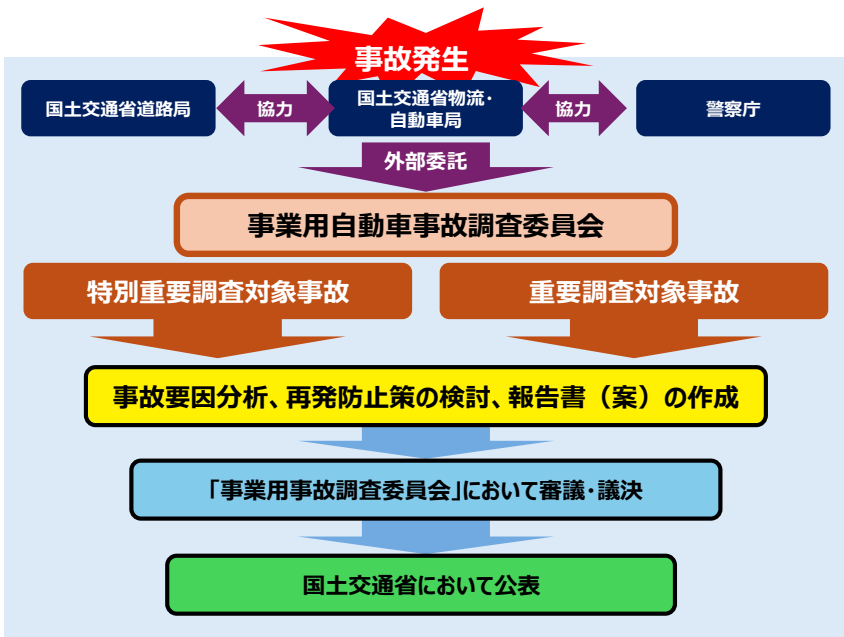 事故発生
国土交通省道路局
協力
国土交通省物流・
自動車局
協力
警察庁
外部委託
事業用自動車事故調査委員会
特別重要調査対象事故
重要調査対象事故
事故要因分析、再発防止策の検討、報告書（案）の作成
「事業用事故調査委員会」において審議・議決
国土交通省において公表